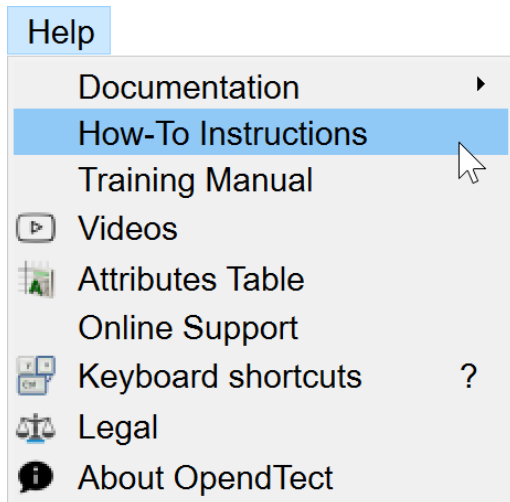 Help
Documentation
How-To Instructions
Training Manual
Videos
Attributes Table
Online Support
Keyboard shortcuts ?
Legal
About OpendTect